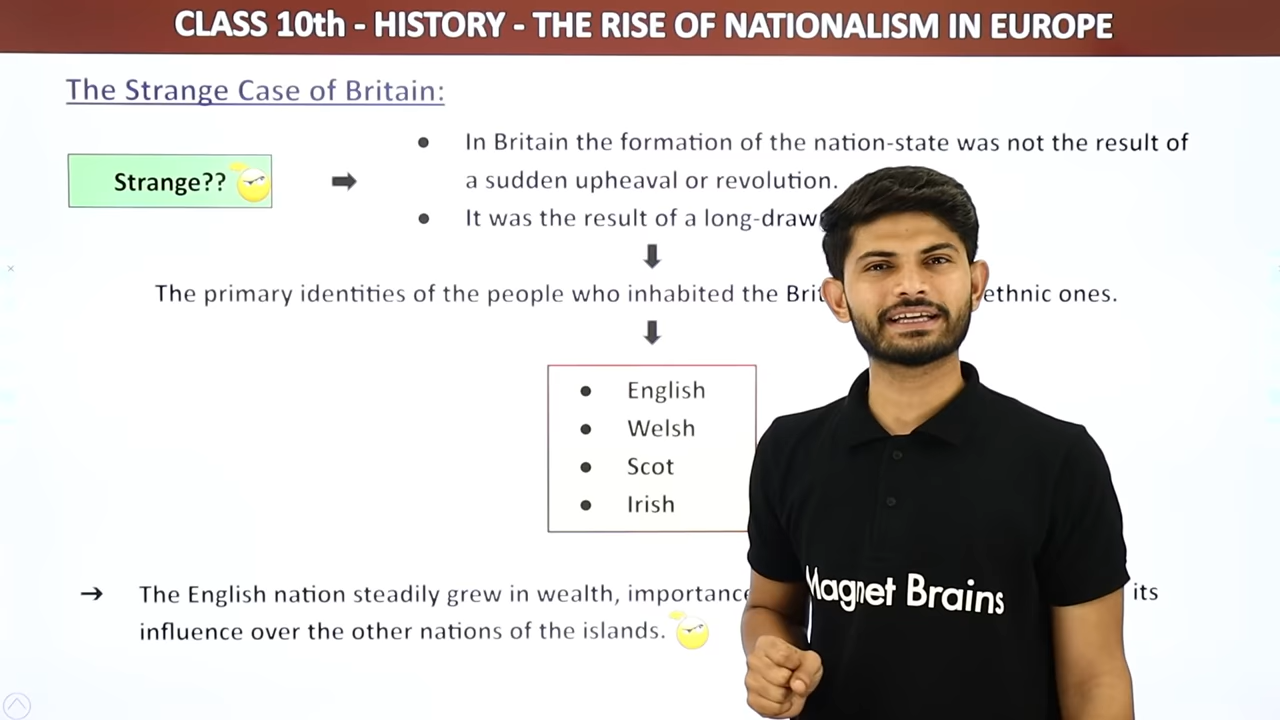 CLASS 10th - HISTORY - THE RISE OF NATIONALISM IN EUROPE
The Strange Case of Britain:
Strange??
• In Britain the formation of the nation-state was not the result of
a sudden upheaval or revolution.
• It was the result of a long-draw
The primary identities of the people who inhabited the Brit ethnic ones.
• English
• Welsh
• Scot
• Irish
→ The English nation steadily grew in wealth, importance its
influence over the other nations of the islands.
Magnet Brains